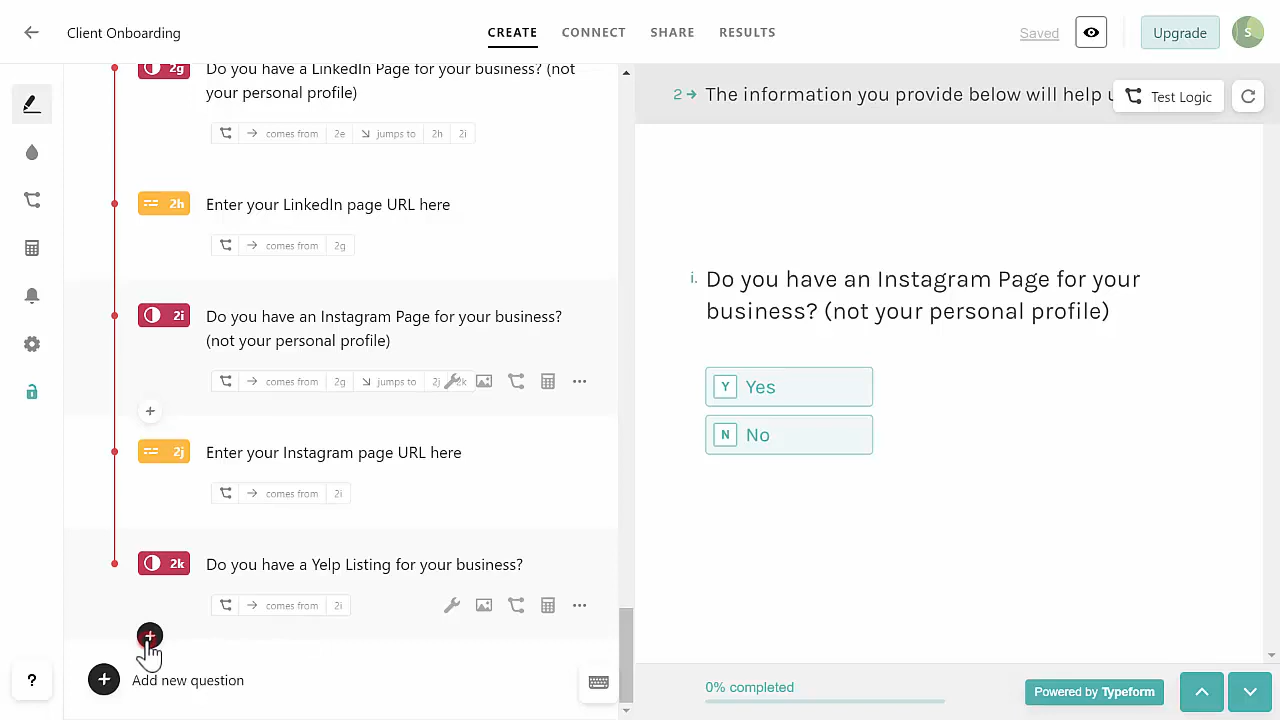 Client Onboarding
CREATE
CONNECT
SHARE
RESULTS
Saved
Upgrade
S
2g
Do you have a LinkedIn Page for your business? (not
your personal profile)
comes from 2e jumps to 2h 2i
2h
Enter your LinkedIn page URL here
comes from 2g
2i
Do you have an Instagram Page for your business?
(not your personal profile)
comes from 2g jumps to 2j 2k
2j
Enter your Instagram page URL here
comes from 2i
2k
Do you have a Yelp Listing for your business?
comes from 2i
Add new question
?
2 The information you provide below will help
Test Logic
i. Do you have an Instagram Page for your
business? (not your personal profile)
Y Yes
N No
0% completed
Powered by Typeform